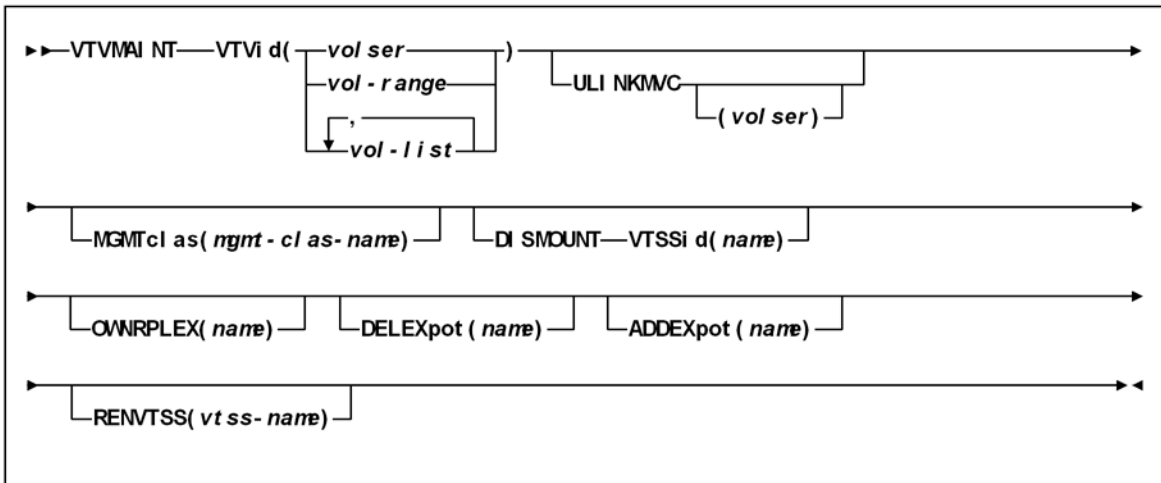 VTVMAINT VTVid( volser ) ULINKMVC (volser)
vol-range
,
vol-list
MGMTclas(mgmt-clas-name) DISMOUNT VTSSid(name)
OWNRPLEX(name) DELEXpot(name) ADDEXpot(name)
RENVTSS(vtss-name)